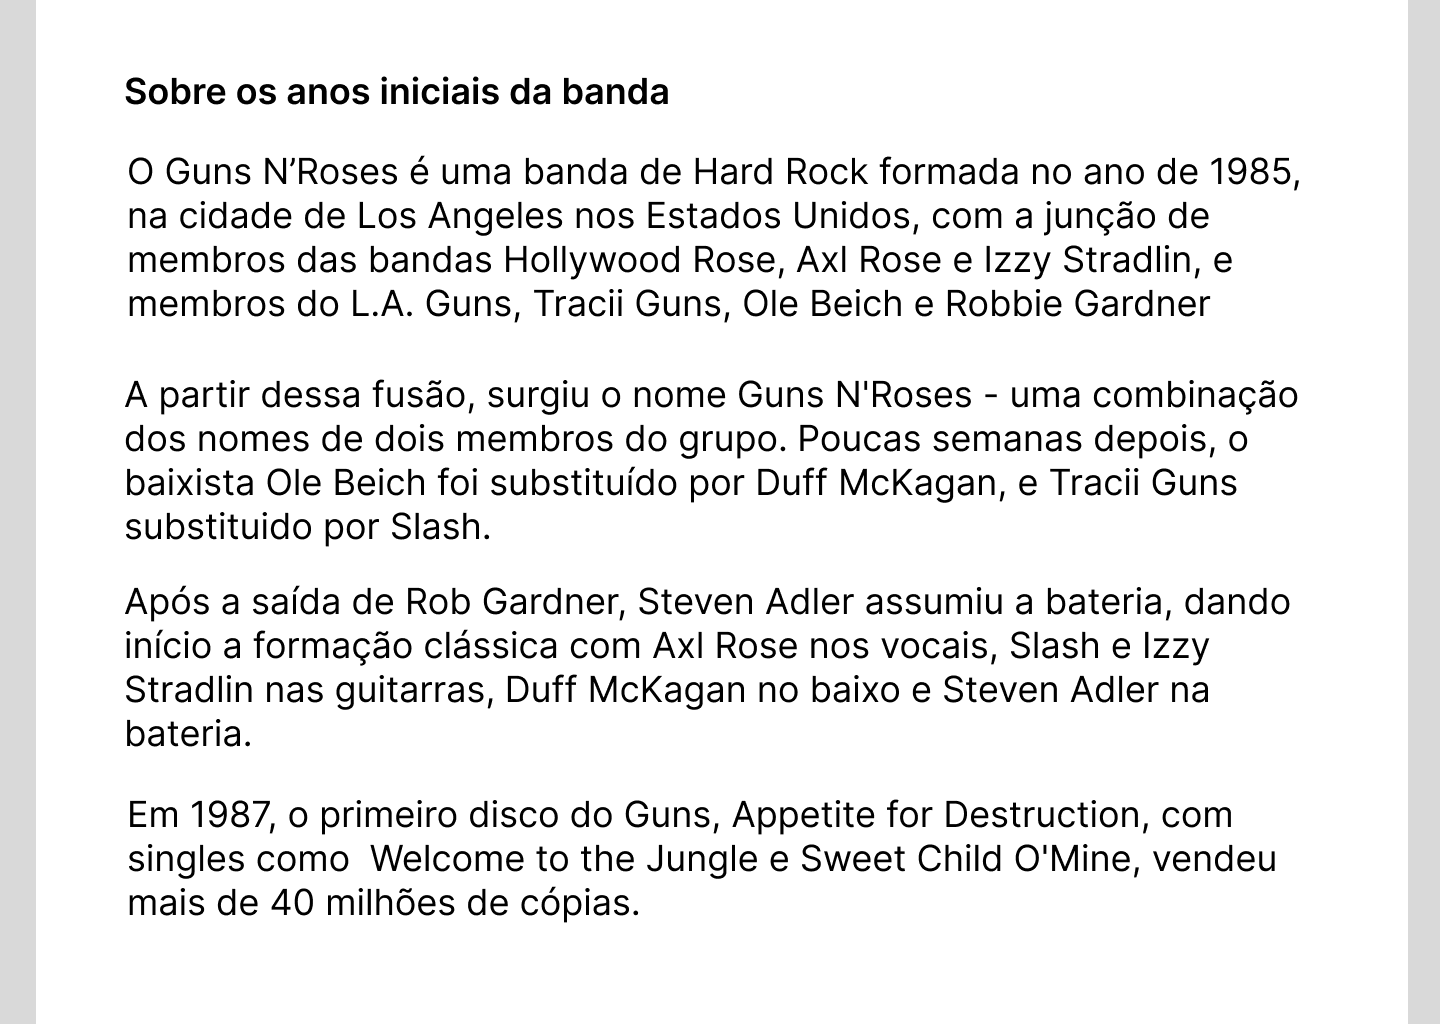 Sobre os anos iniciais da banda
O Guns N’Roses é uma banda de Hard Rock formada no ano de 1985,
na cidade de Los Angeles nos Estados Unidos, com a junção de
membros das bandas Hollywood Rose, Axl Rose e Izzy Stradlin, e
membros do L.A. Guns, Tracii Guns, Ole Beich e Robbie Gardner
A partir dessa fusão, surgiu o nome Guns N'Roses - uma combinação
dos nomes de dois membros do grupo. Poucas semanas depois, o
baixista Ole Beich foi substituído por Duff McKagan, e Tracii Guns
substituido por Slash.
Após a saída de Rob Gardner, Steven Adler assumiu a bateria, dando
início a formação clássica com Axl Rose nos vocais, Slash e Izzy
Stradlin nas guitarras, Duff McKagan no baixo e Steven Adler na
bateria.
Em 1987, o primeiro disco do Guns, Appetite for Destruction, com
singles como  Welcome to the Jungle e Sweet Child O'Mine, vendeu
mais de 40 milhões de cópias.